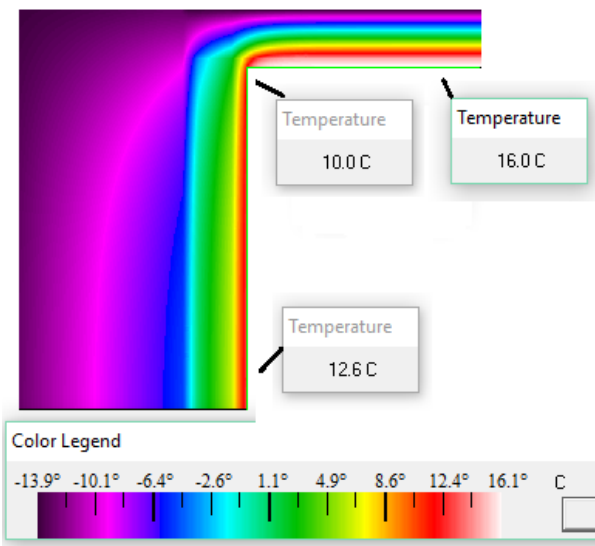 Temperature
10.0 C
Temperature
16.0 C
Temperature
12.6 C
Color Legend
-13.9° -10.1° -6.4° -2.6° 1.1° 4.9° 8.6° 12.4° 16.1° C